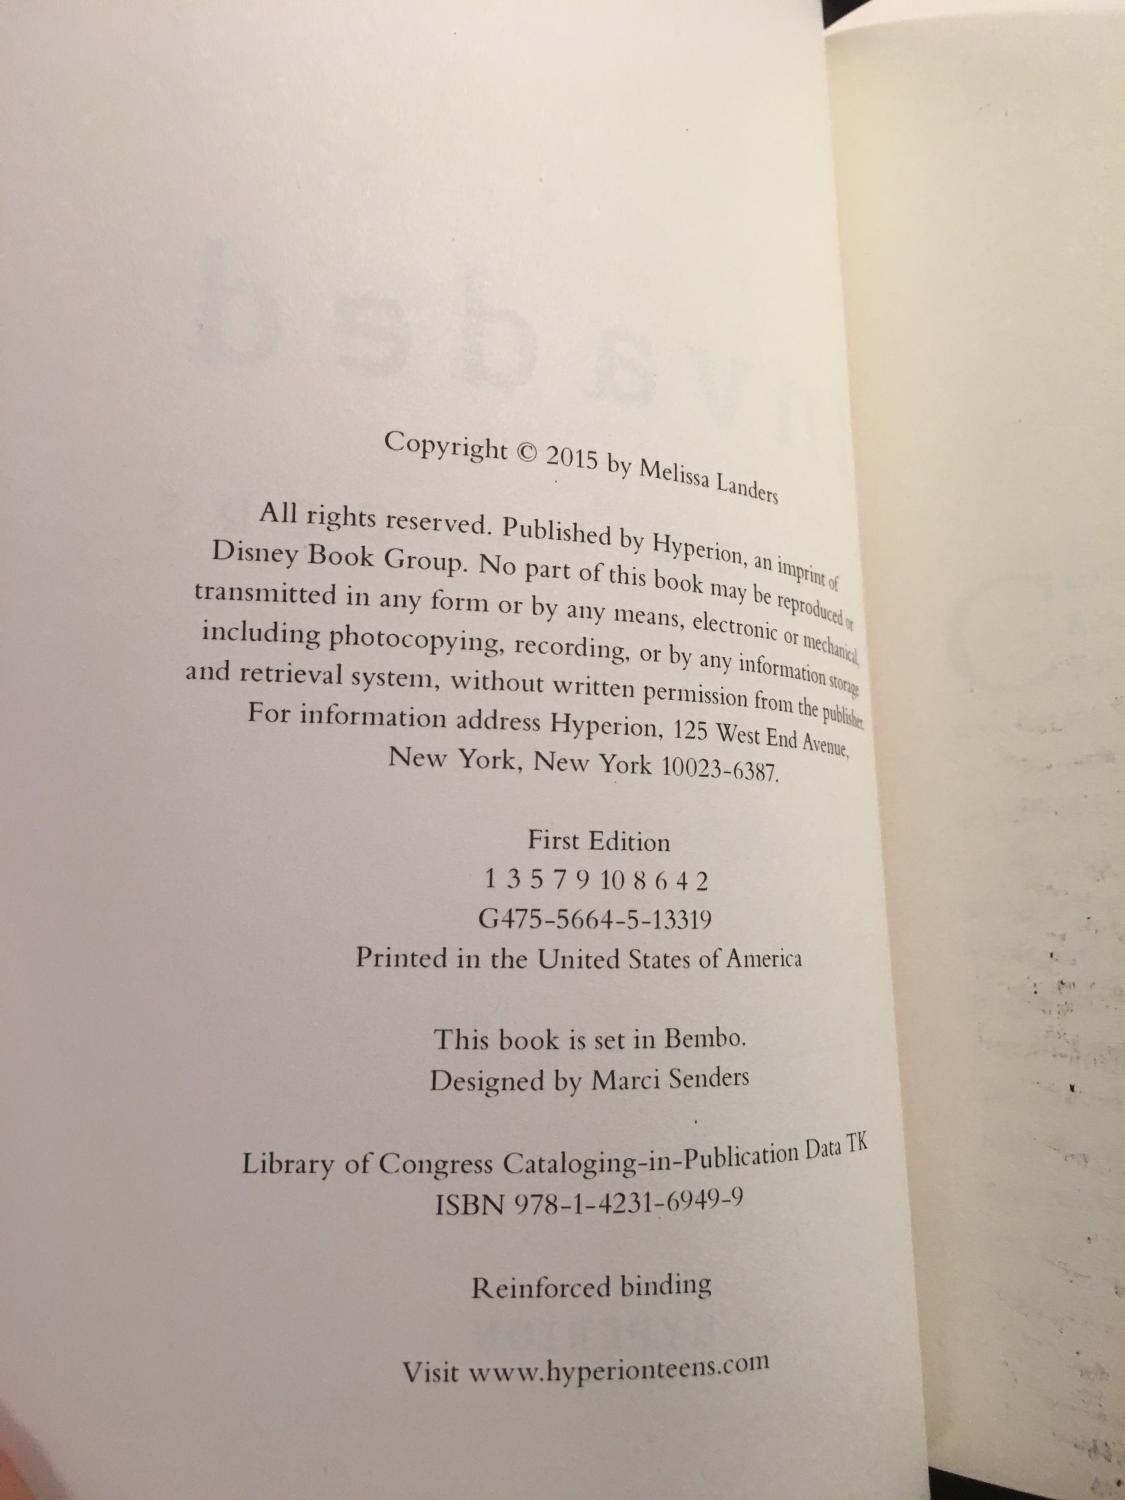 Copyright © 2015 by Melissa Landers
All rights reserved. Published by Hyperion, an imprint of
Disney Book Group. No part of this book may be reproduced or
transmitted in any form or by any means, electronic or mechanical,
including photocopying, recording, or by any information storage
and retrieval system, without written permission from the publisher.
For information address Hyperion, 125 West End Avenue,
New York, New York 10023-6387.
First Edition
1 3 5 7 9 10 8 6 4 2
G475-5664-5-13319
Printed in the United States of America
This book is set in Bembo.
Designed by Marci Senders
Library of Congress Cataloging-in-Publication Data TK
ISBN 978-1-4231-6949-9
Reinforced binding
Visit www.hyperionteens.com